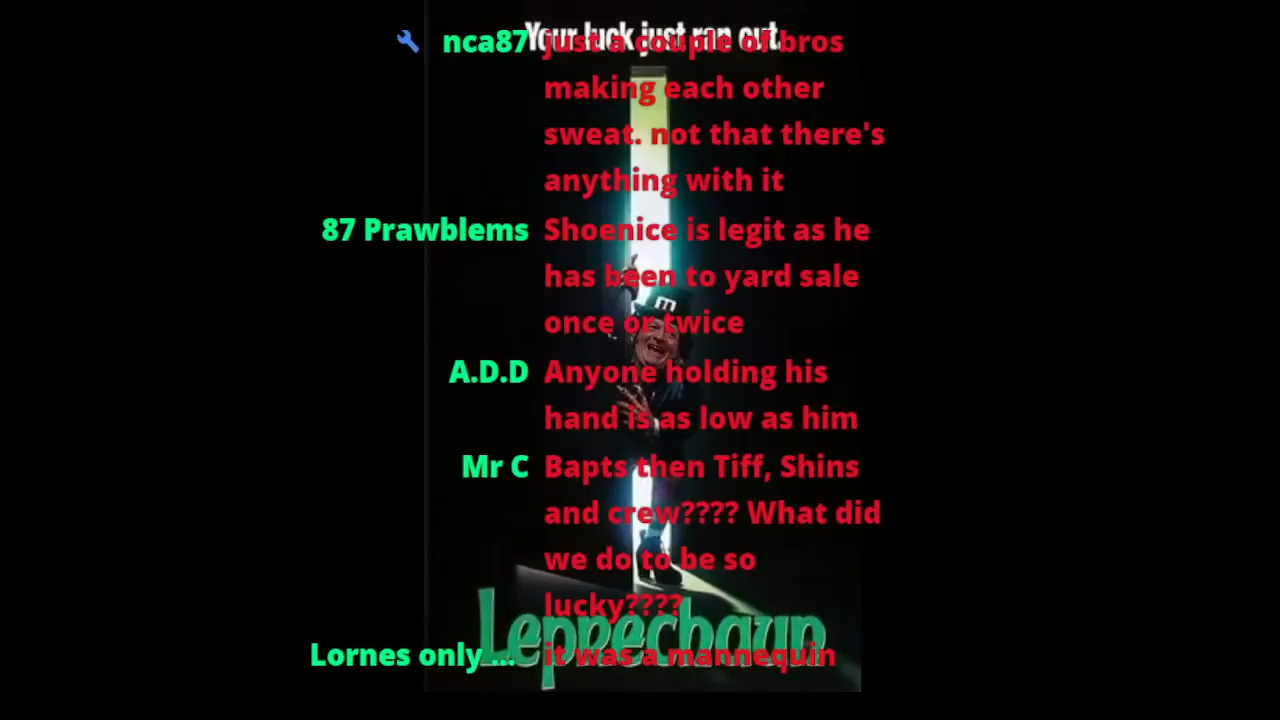 Your luck just ran out.
nca87 just a couple of bros
making each other
sweat. not that there's
anything with it
87 Prawblems Shoenice is legit as he
has been to yard sale
once or twice
m
A.D.D Anyone holding his
hand is as low as him
Mr C Bapts then Tiff, Shins
and crew???? What did
we do to be so
lucky????
Leprechaun
Lornes only ... it was a mannequin